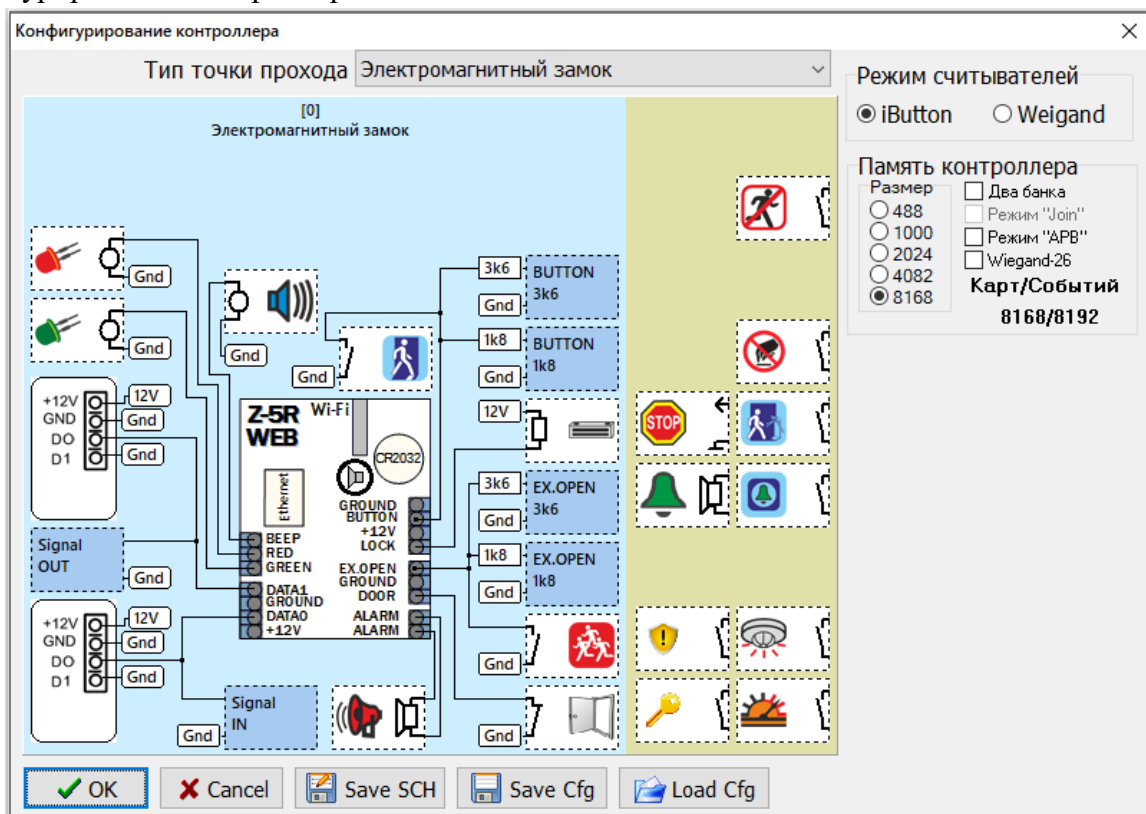 Конфигурирование контроллера
Тип точки прохода Электромагнитный замок
[0]
Электромагнитный замок
Gnd
Gnd
Gnd
Gnd
3k6
Gnd
BUTTON
3k6
1k8
Gnd
BUTTON
1k8
12V
+12V
GND
DO
D1
12V
Gnd
Gnd
Z-5R
WEB
Wi-Fi
CR2032
Ethernet
GROUND
BUTTON
+12V
LOCK
BEEP
RED
GREEN
EX.OPEN
GROUND
DOOR
DATA1
GROUND
DATA0
+12V
ALARM
ALARM
3k6
Gnd
EX.OPEN
3k6
1k8
Gnd
EX.OPEN
1k8
Signal
OUT
Gnd
+12V
GND
DO
D1
12V
Gnd
Gnd
Signal
IN
Gnd
Gnd
Gnd
STOP
Режим считывателей
iButton
Weigand
Память контроллера
Размер
488
1000
2024
4082
8168
Два банка
Режим "Join"
Режим "APB"
Wiegand-26
Карт/Событий
8168/8192
OK
Cancel
Save SCH
Save Cfg
Load Cfg